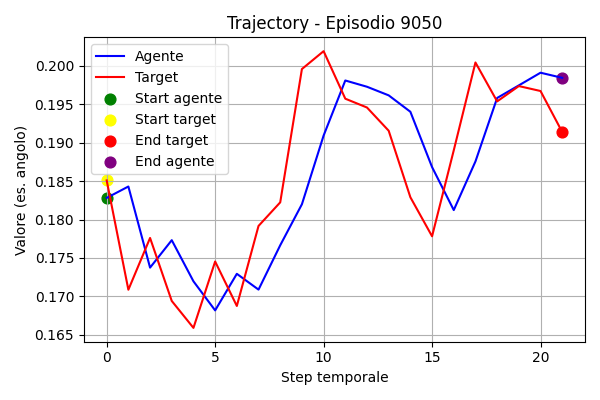 Trajectory - Episodio 9050
Valore (es. angolo)
0.200
0.195
0.190
0.185
0.180
0.175
0.170
0.165
Agente
Target
Start agente
Start target
End target
End agente
0 5 10 15 20
Step temporale